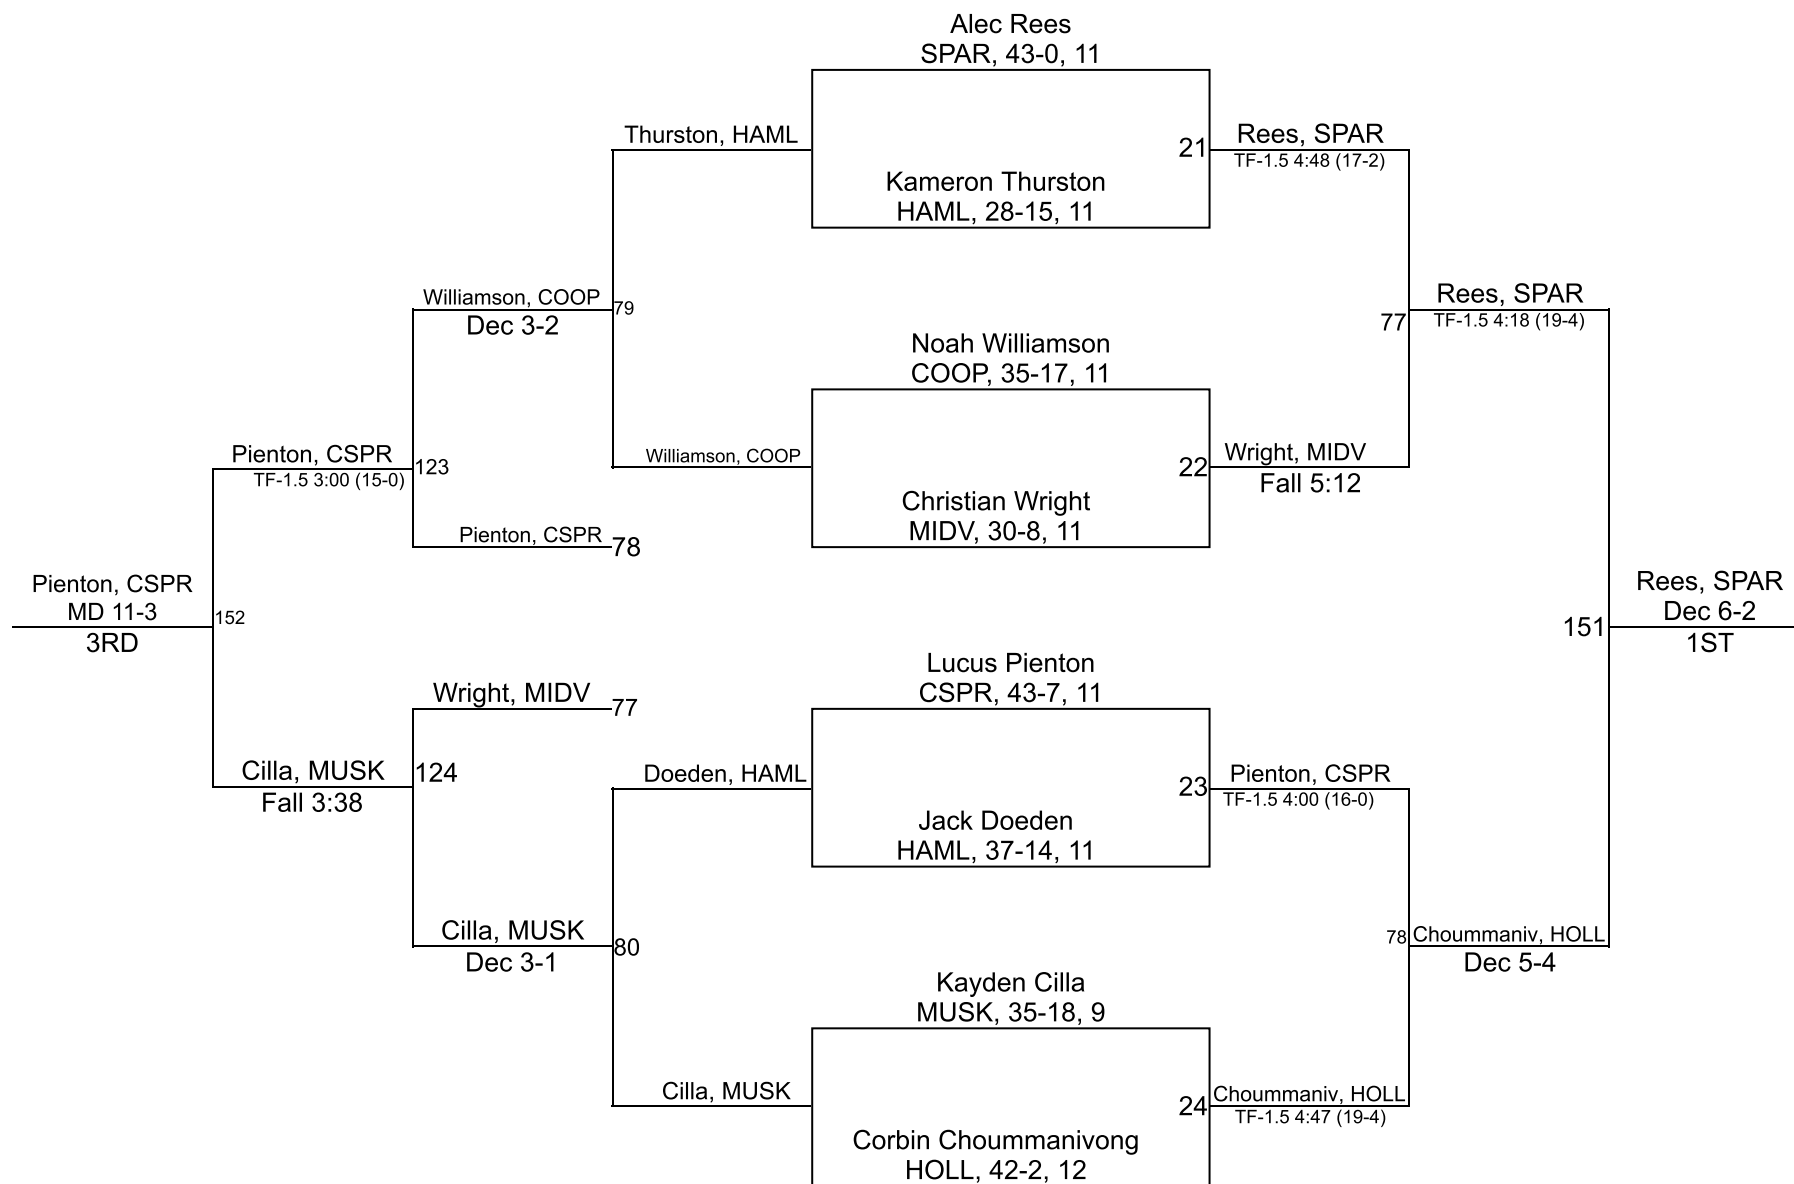 Alec Rees
SPAR, 43-0, 11
Thurston, HAML
21
Rees, SPAR
TF-1.5 4:48 (17-2)
Kameron Thurston
HAML, 28-15, 11
Williamson, COOP
Dec 3-2
79
77
Rees, SPAR
TF-1.5 4:18 (19-4)
Noah Williamson
COOP, 35-17, 11
Pienton, CSPR
TF-1.5 3:00 (15-0)
123
Williamson, COOP
22
Wright, MIDV
Fall 5:12
Christian Wright
MIDV, 30-8, 11
Pienton, CSPR
78
Pienton, CSPR
MD 11-3
3RD
152
151
Rees, SPAR
Dec 6-2
1ST
Lucus Pienton
CSPR, 43-7, 11
Wright, MIDV
77
Cilla, MUSK
Fall 3:38
124
Doeden, HAML
23
Pienton, CSPR
TF-1.5 4:00 (16-0)
Jack Doeden
HAML, 37-14, 11
Cilla, MUSK
Dec 3-1
80
78
Choummaniv, HOLL
Dec 5-4
Kayden Cilla
MUSK, 35-18, 9
Cilla, MUSK
24
Choummaniv, HOLL
TF-1.5 4:47 (19-4)
Corbin Choummanivong
HOLL, 42-2, 12